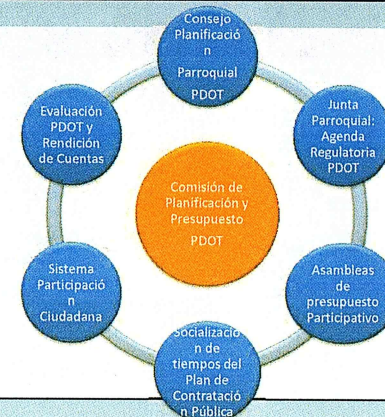 Consejo
Planificació
n
Parroquial
PDOT
Junta
Parroquial:
Agenda
Regulatoria
PDOT
Asambleas
de
presupuesto
Participativo
Socializació
n de
tiempos del
Plan de
Contratació
n Pública
Sistema
Participació
n
Ciudadana
Evaluación
PDOT y
Rendición
de Cuentas
Comisión de
Planificación y
Presupuesto
PDOT